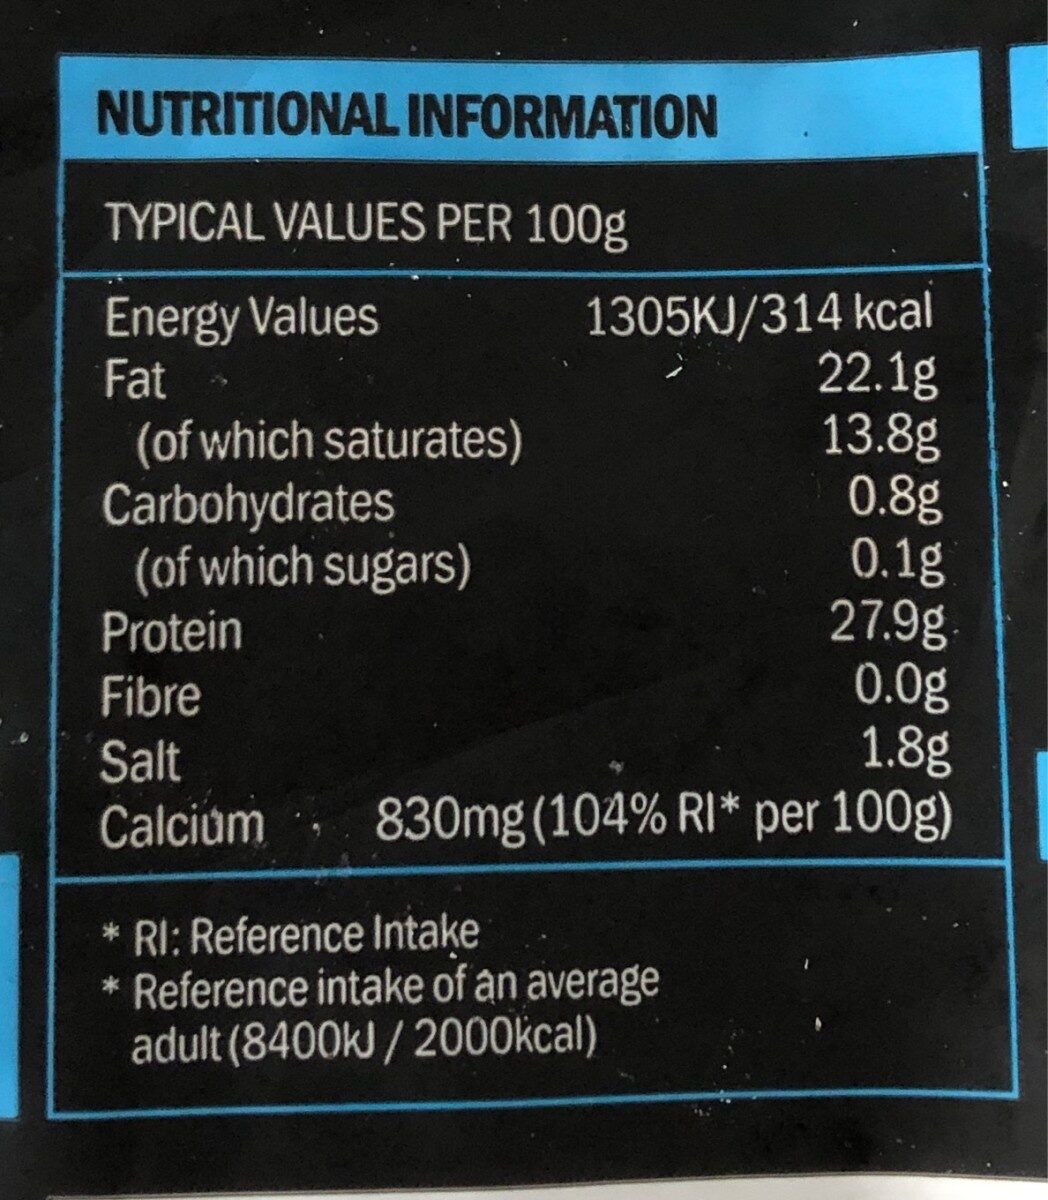 NUTRITIONAL INFORMATION
TYPICAL VALUES PER 100g
Energy Values 1305KJ/314 kcal
Fat 22.1g
(of which saturates) 13.8g
Carbohydrates 0.8g
(of which sugars) 0.1g
Protein 27.9g
Fibre 0.0g
Salt 1.8g
Calcium 830mg (104% RI* per 100g)
* RI: Reference Intake
* Reference intake of an average
adult (8400kJ / 2000kcal)